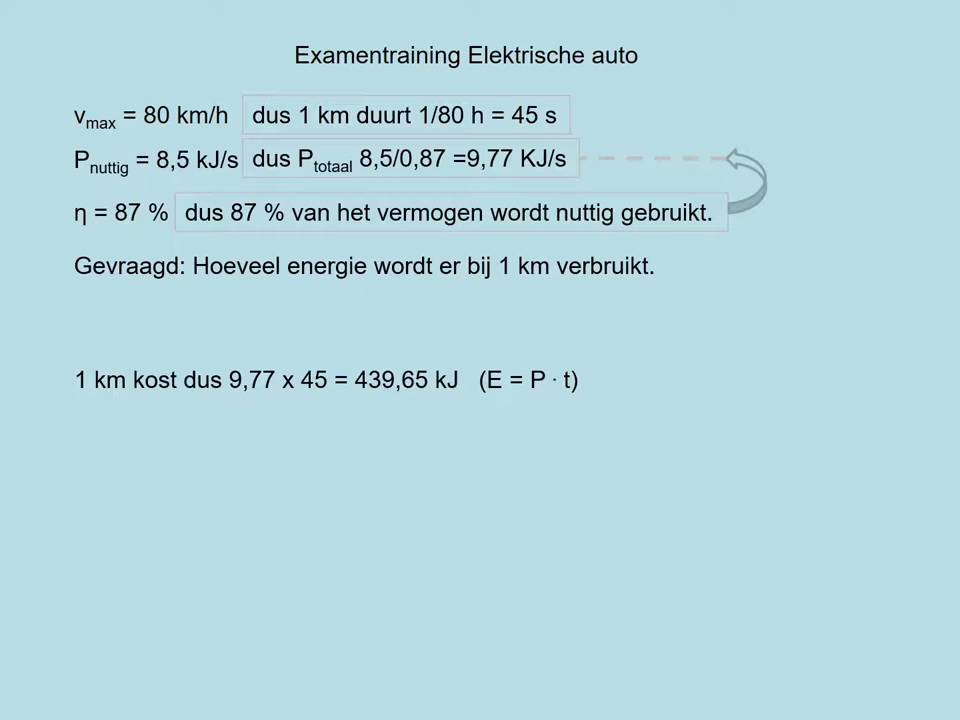 Examentraining Elektrische auto
vmax = 80 km/h dus 1 km duurt 1/80 h = 45 s
Pnuttig = 8,5 kJ/s dus Ptotaal 8,5/0,87 =9,77 KJ/s
η = 87 % dus 87 % van het vermogen wordt nuttig gebruikt.
Gevraagd: Hoeveel energie wordt er bij 1 km verbruikt.
1 km kost dus 9,77 x 45 = 439,65 kJ (E = P · t)